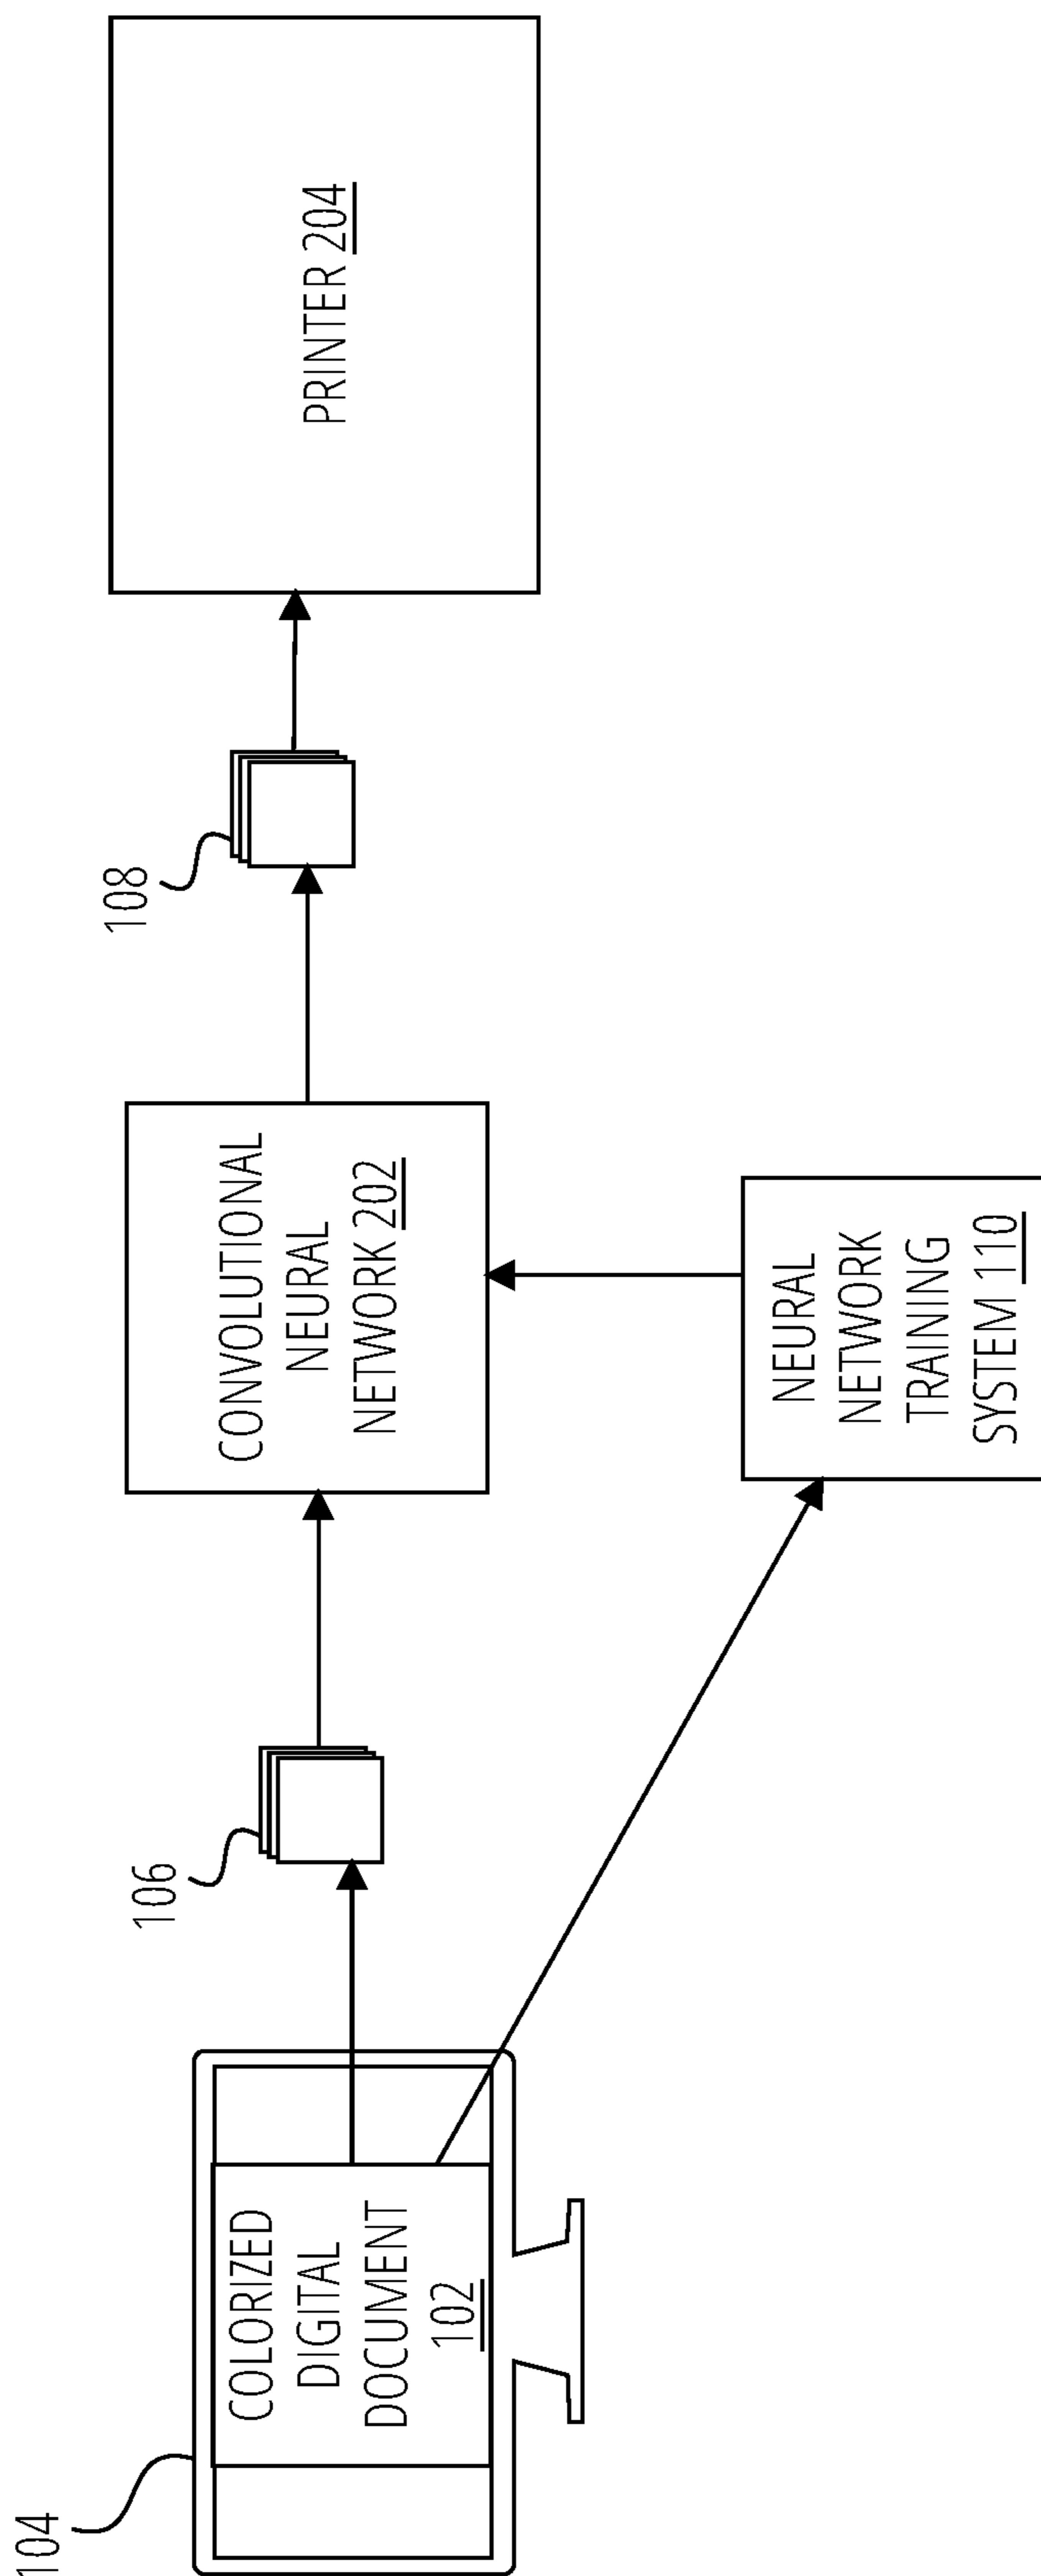 104
COLORIZED
DIGITAL
DOCUMENT
102
106
CONVOLUTIONAL
NEURAL
NETWORK 202
NEURAL
NETWORK
TRAINING
SYSTEM 110
108
PRINTER 204